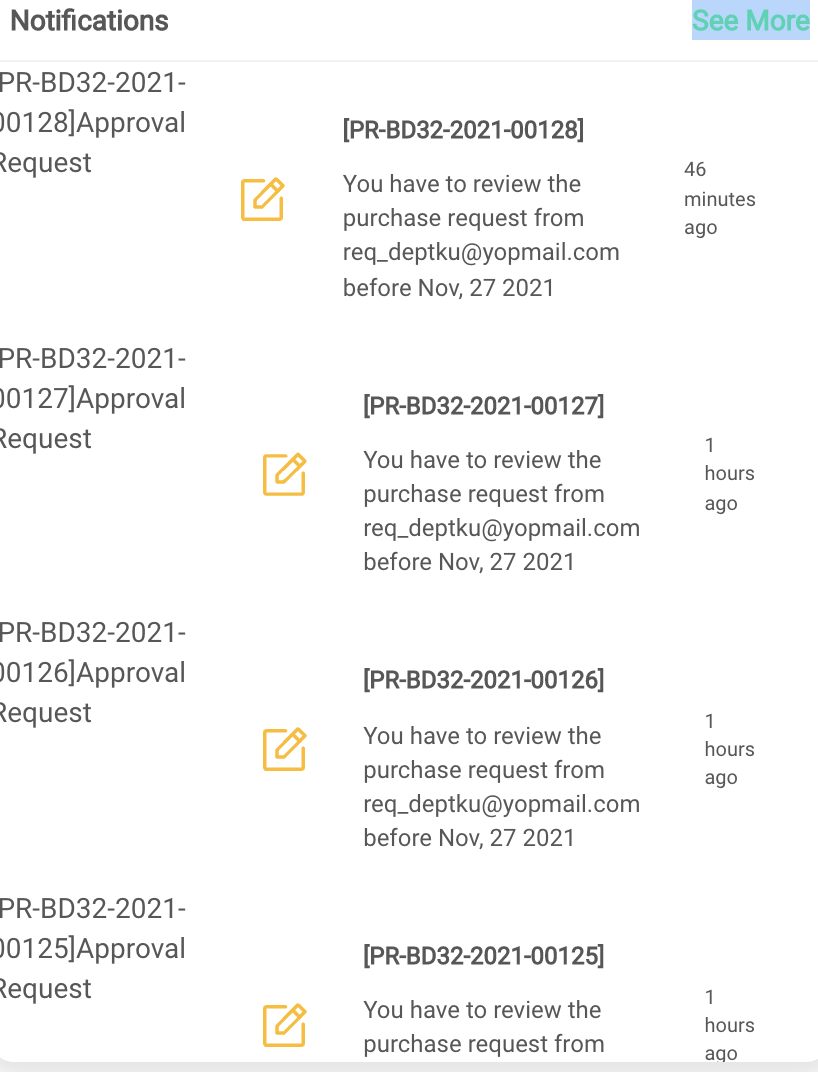 Notifications
See More
PR-BD32-2021-
00128]Approval
Request
[PR-BD32-2021-00128]
You have to review the
purchase request from
req_deptku@yopmail.com
before Nov, 27 2021
46
minutes
ago
PR-BD32-2021-
00127]Approval
Request
[PR-BD32-2021-00127]
You have to review the
purchase request from
req_deptku@yopmail.com
before Nov, 27 2021
1
hours
ago
PR-BD32-2021-
00126]Approval
Request
[PR-BD32-2021-00126]
You have to review the
purchase request from
req_deptku@yopmail.com
before Nov, 27 2021
1
hours
ago
PR-BD32-2021-
00125]Approval
Request
[PR-BD32-2021-00125]
You have to review the
purchase request from
1
hours
ago